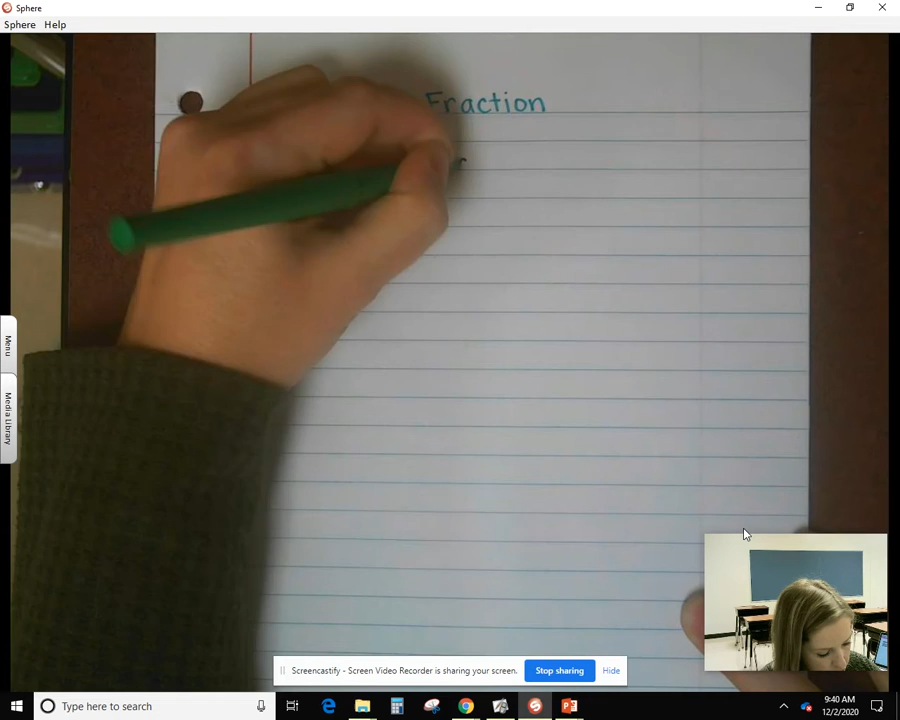 Sphere
Sphere Help
Fraction
Menu
Media Library
Screencastify - Screen Video Recorder is sharing your screen.
Stop sharing
Hide
Type here to search
9:40 AM
12/2/2020